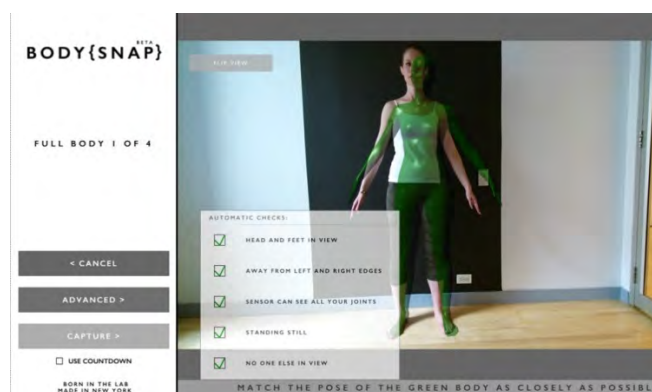 BETA
BODY{SNAP}
FULL BODY 1 OF 4
< CANCEL
ADVANCED >
CAPTURE >
USE COUNTDOWN
BORN IN THE LAB
MADE IN NEW YORK
FLIP VIEW
AUTOMATIC CHECKS:
HEAD AND FEET IN VIEW
AWAY FROM LEFT AND RIGHT EDGES
SENSOR CAN SEE ALL YOUR JOINTS
STANDING STILL
NO ONE ELSE IN VIEW
MATCH THE POSE OF THE GREEN BODY AS CLOSELY AS POSSIBL